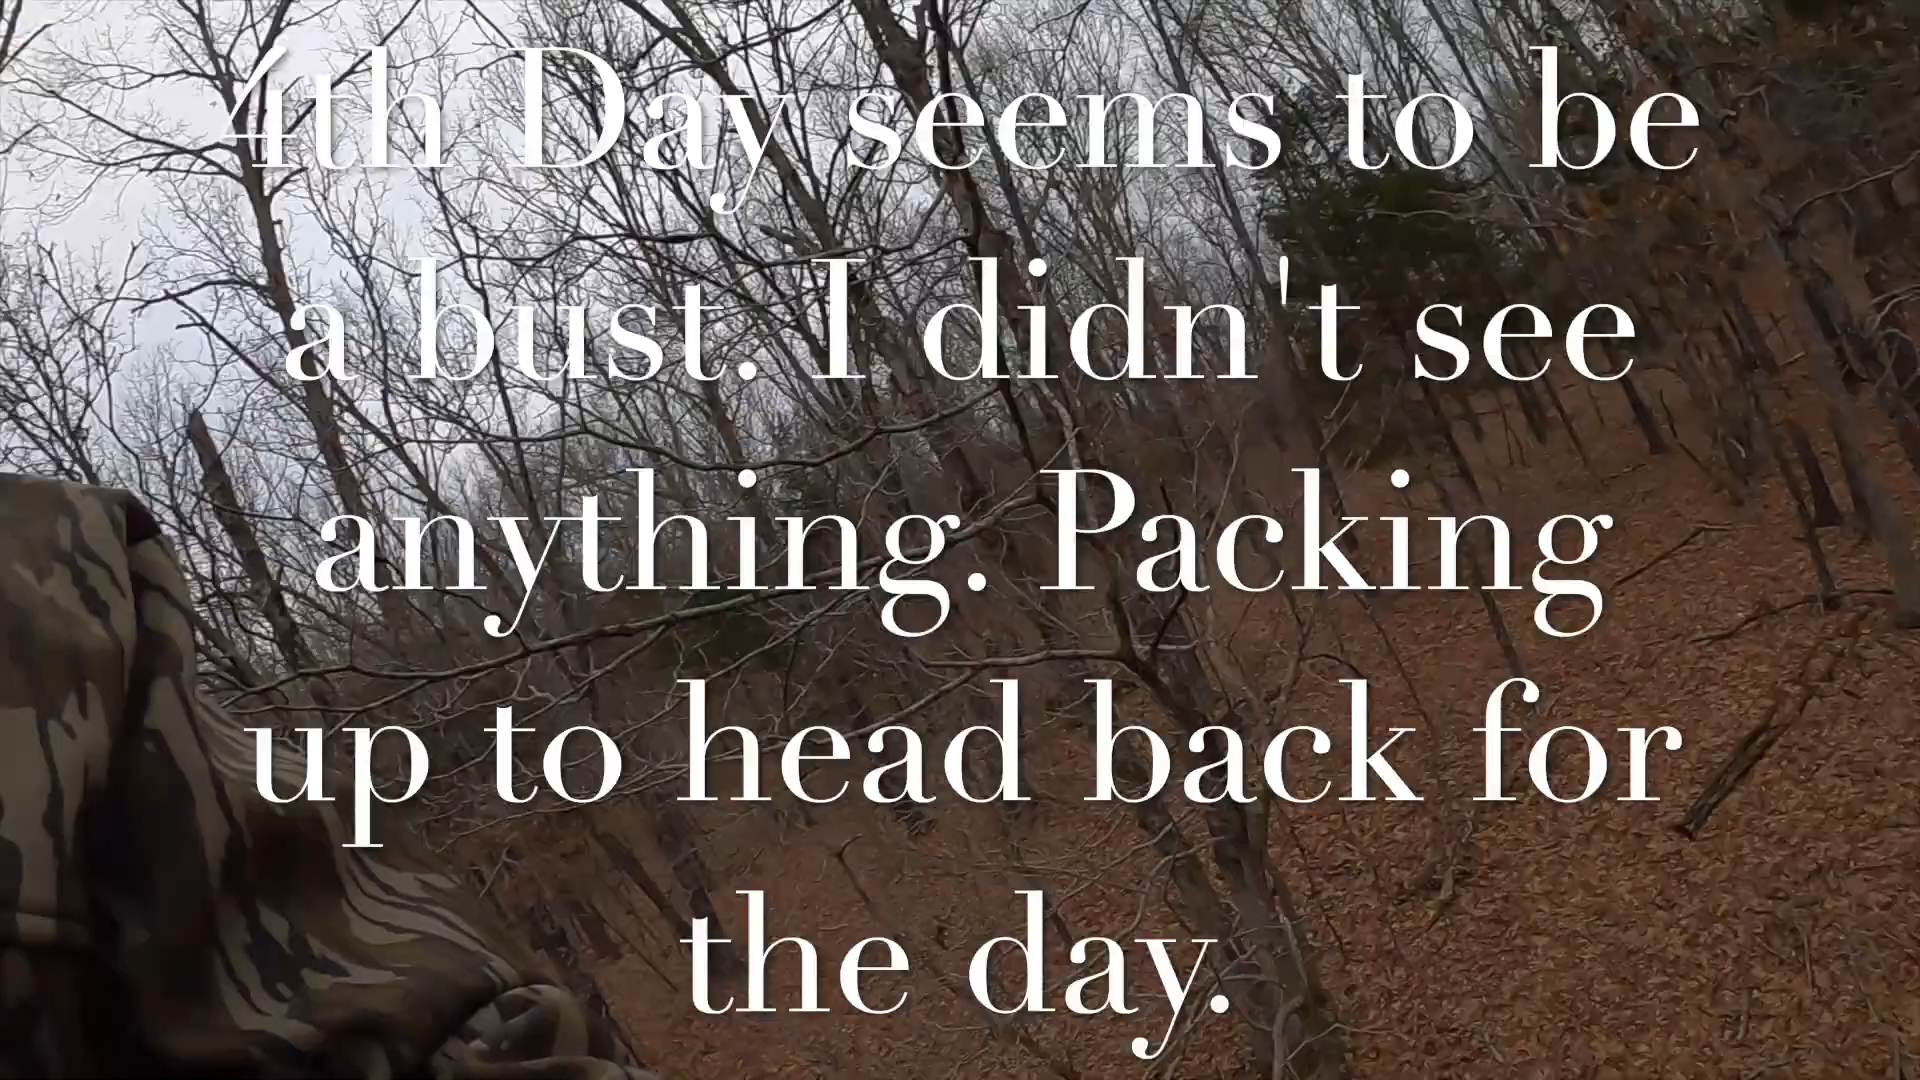 4th Day seems to be
a bust. I didn't see
anything. Packing
up to head back for
the day.